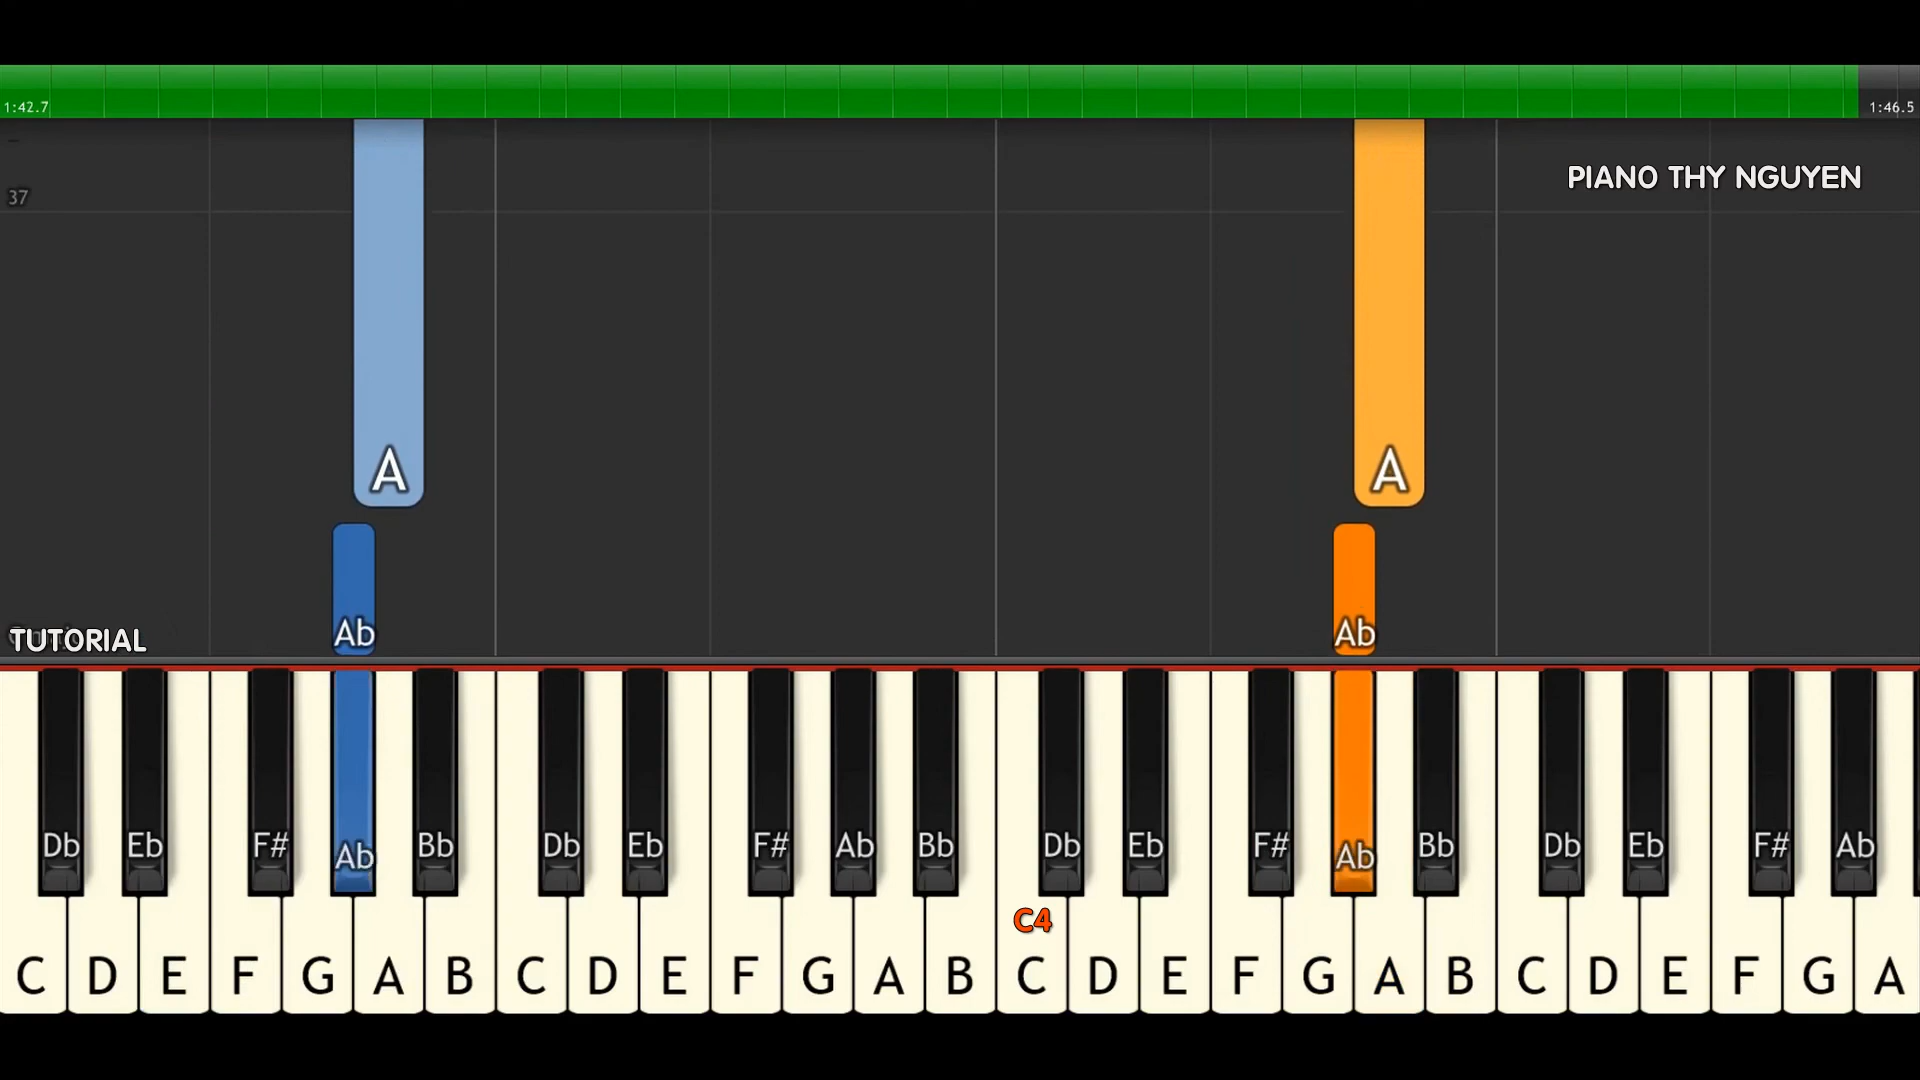 1:42.7
1:46.5
37
PIANO THY NGUYEN
A
A
Ab
Ab
TUTORIAL
Db Eb F# Ab Bb Db Eb F# Ab Bb Db Eb F# Ab Bb Db Eb F# Ab
C4
C D E F G A B C D E F G A B C D E F G A B C D E F G A